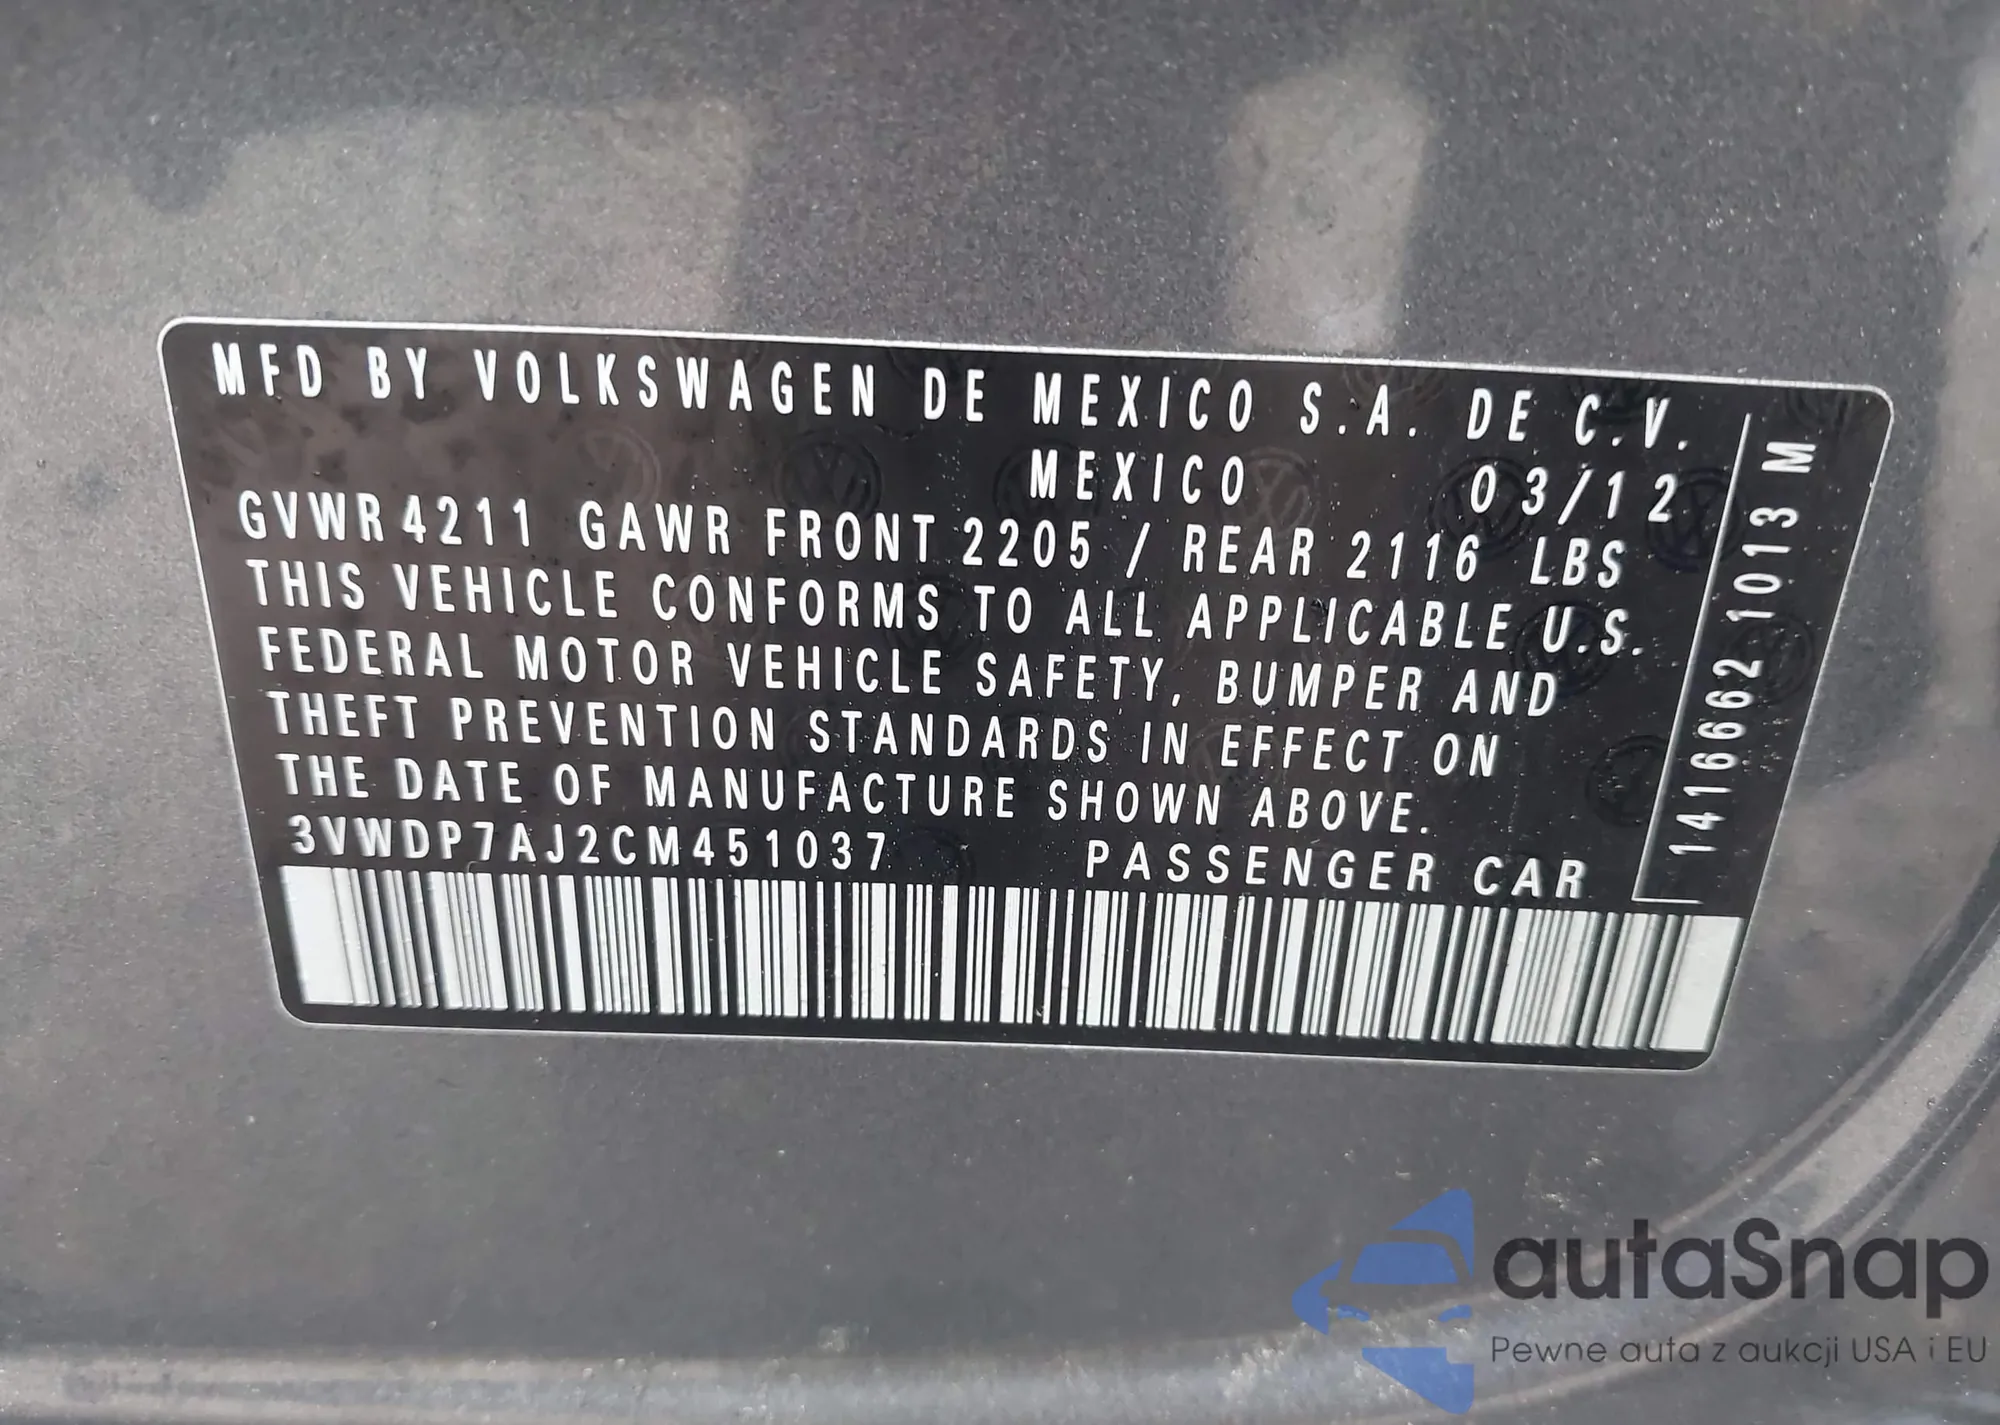 MFD BY VOLKSWAGEN DE MEXICO S.A. DE C.V.
MEXICO 03/12
GVWR 4211 GAWR FRONT 2205 / REAR 2116 LBS
THIS VEHICLE CONFORMS TO ALL APPLICABLE U.S.
FEDERAL MOTOR VEHICLE SAFETY, BUMPER AND
THEFT PREVENTION STANDARDS IN EFFECT ON
THE DATE OF MANUFACTURE SHOWN ABOVE.
3VWDP7AJ2CM451037 PASSENGER CAR
1416662 1013 M
autaSnap
Pewne auta z aukcji USA i EU